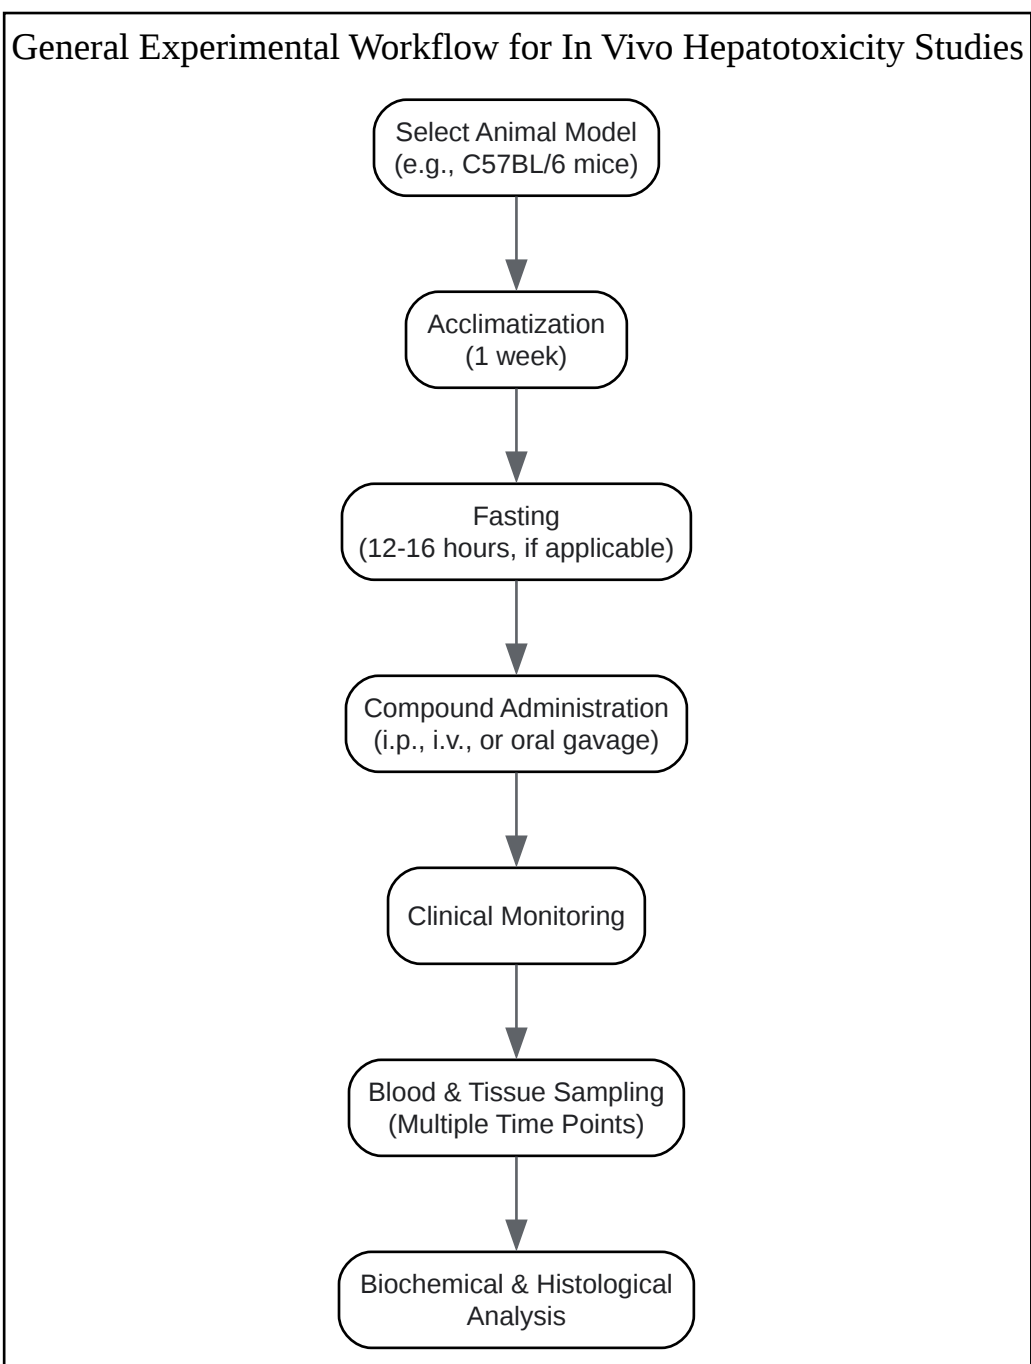 General Experimental Workflow for In Vivo Hepatotoxicity Studies
Select Animal Model
(e.g., C57BL/6 mice)
Acclimatization
(1 week)
Fasting
(12-16 hours, if applicable)
Compound Administration
(i.p., i.v., or oral gavage)
Clinical Monitoring
Blood & Tissue Sampling
(Multiple Time Points)
Biochemical & Histological
Analysis